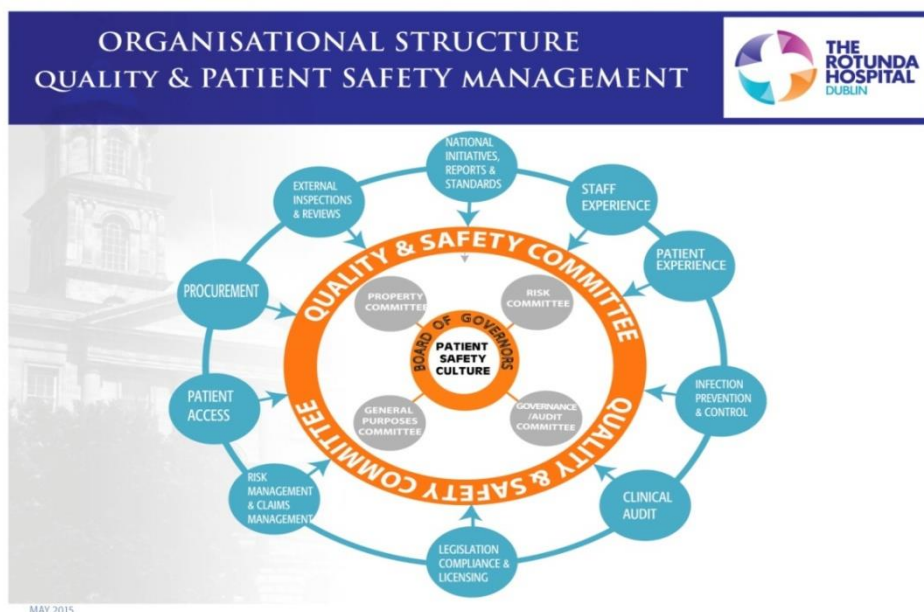 ORGANISATIONAL STRUCTURE
QUALITY & PATIENT SAFETY MANAGEMENT
THE
ROTUNDA
HOSPITAL
DUBLIN
NATIONAL
INITIATIVES,
REPORTS &
STANDARDS
EXTERNAL
INSPECTIONS
& REVIEWS
STAFF
EXPERIENCE
PATIENT
EXPERIENCE
PROCUREMENT
QUALITY & SAFETY COMMITTEE
PROPERTY
COMMITTEE
RISK
COMMITTEE
BOARD OF GOVERNORS
PATIENT
SAFETY
CULTURE
PATIENT
ACCESS
INFECTION
PREVENTION
& CONTROL
GENERAL
PURPOSES
COMMITTEE
GOVERNANCE
/AUDIT
COMMITTEE
QUALITY & SAFETY COMMITTEE
RISK
MANAGEMENT
& CLAIMS
MANAGEMENT
CLINICAL
AUDIT
LEGISLATION
COMPLIANCE &
LICENSING
MAY 2015